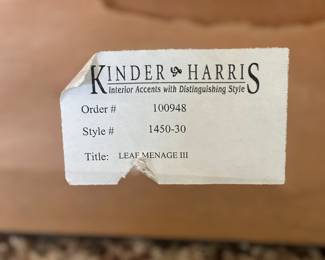 KINDER HARRIS
Interior Accents with Distinguishing Style
Order # 100948
Style # 1450-30
Title: LEAF MENAGE III